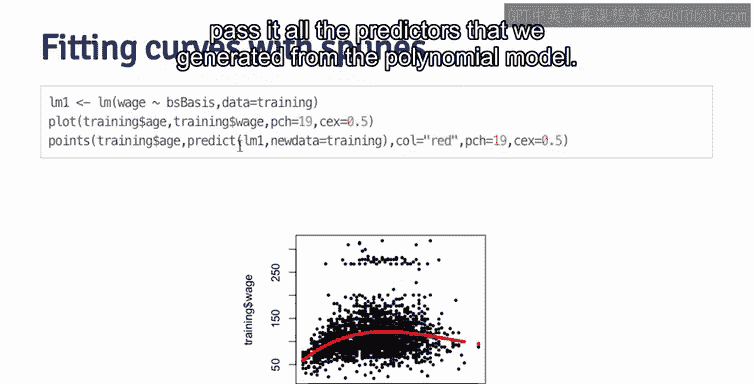 pass it all the predictors that we
generated from the polynomial model.
Fitting curves with splines
lm1 <- lm(wage ~ bsBasis,data=training)
plot(training$age,training$wage,pch=19,cex=0.5)
points(training$age,predict(lm1,newdata=training),col="red",pch=19,cex=0.5)
training$wage
250
150
50